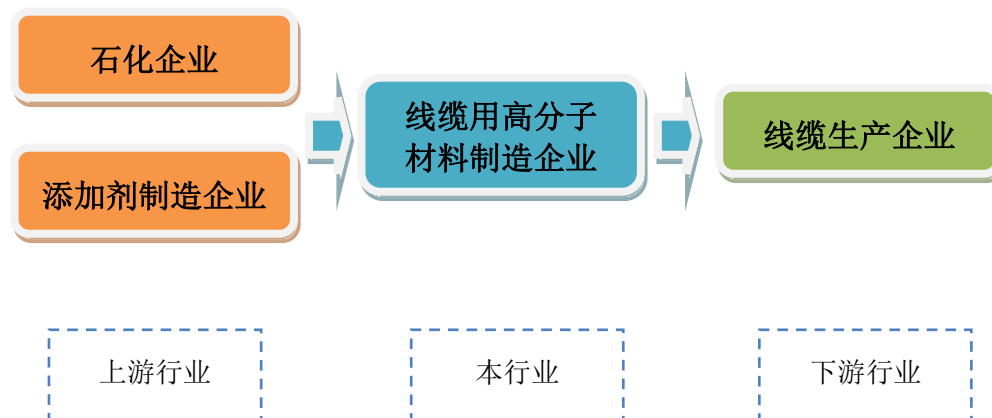 石化企业
添加剂制造企业
线缆用高分子
材料制造企业
线缆生产企业
上游行业
本行业
下游行业